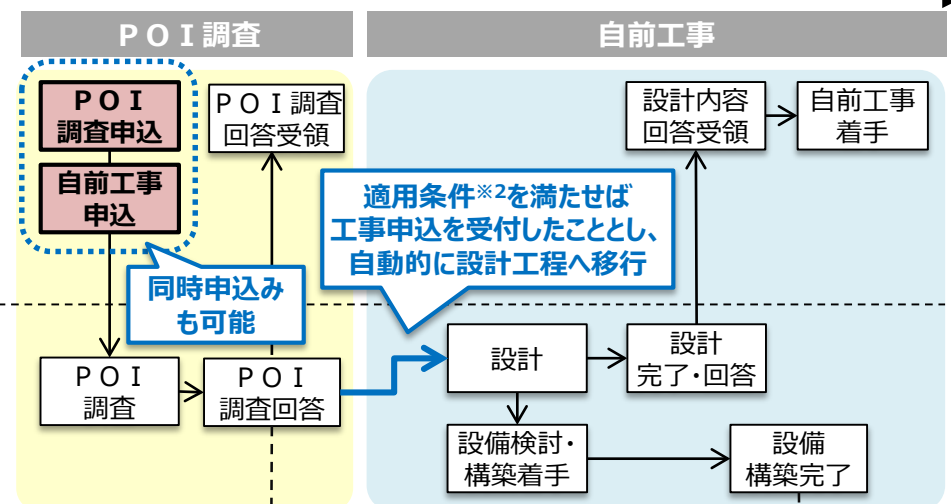 ＰＯＩ調査
自前工事
ＰＯＩ
調査申込
自前工事
申込
ＰＯＩ調査
回答受領
同時申込み
も可能
ＰＯＩ
調査
ＰＯＩ
調査回答
適用条件※2を満たせば
工事申込を受付したこととし、
自動的に設計工程へ移行
設計内容
回答受領
自前工事
着手
設計
設計
完了・回答
設備検討・
構築着手
設備
構築完了